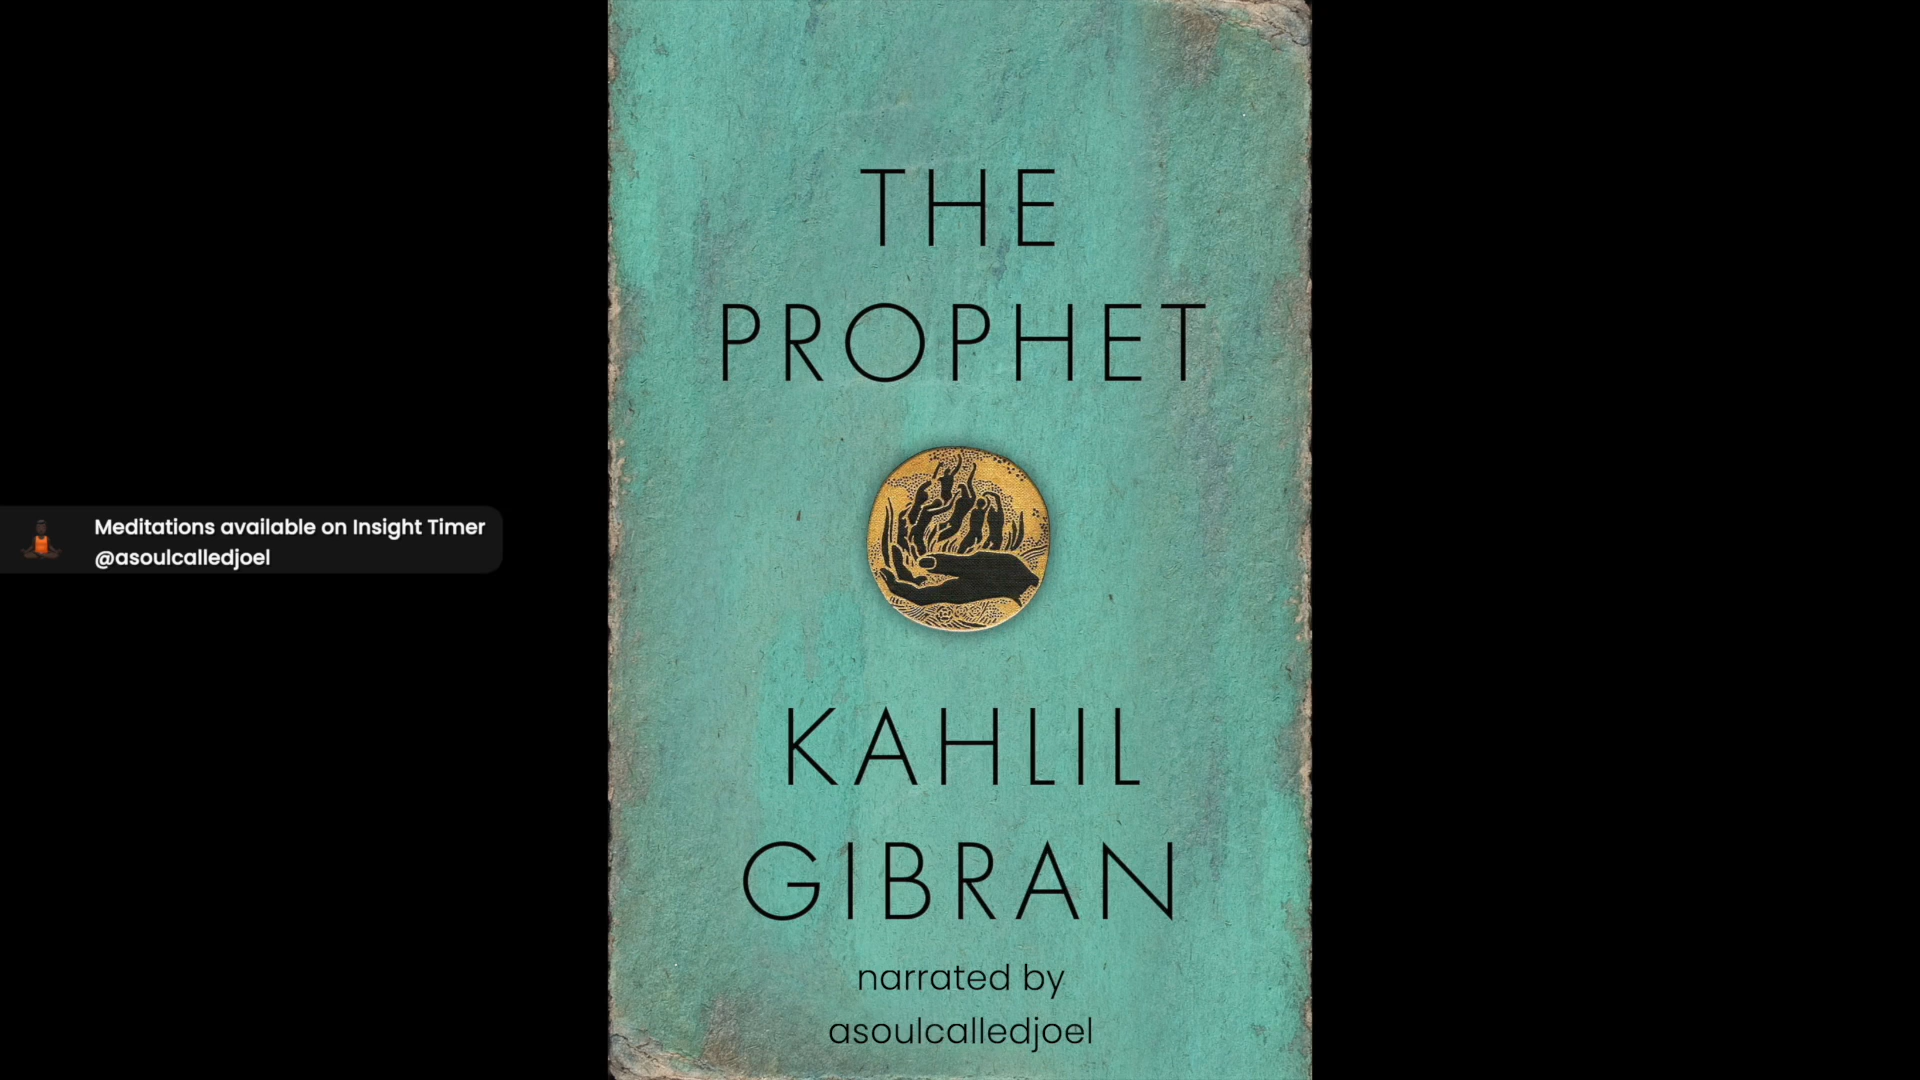 THE
PROPHET
KAHLIL
GIBRAN
narrated by
asoulcalledjoel
Meditations available on Insight Timer
@asoulcalledjoel